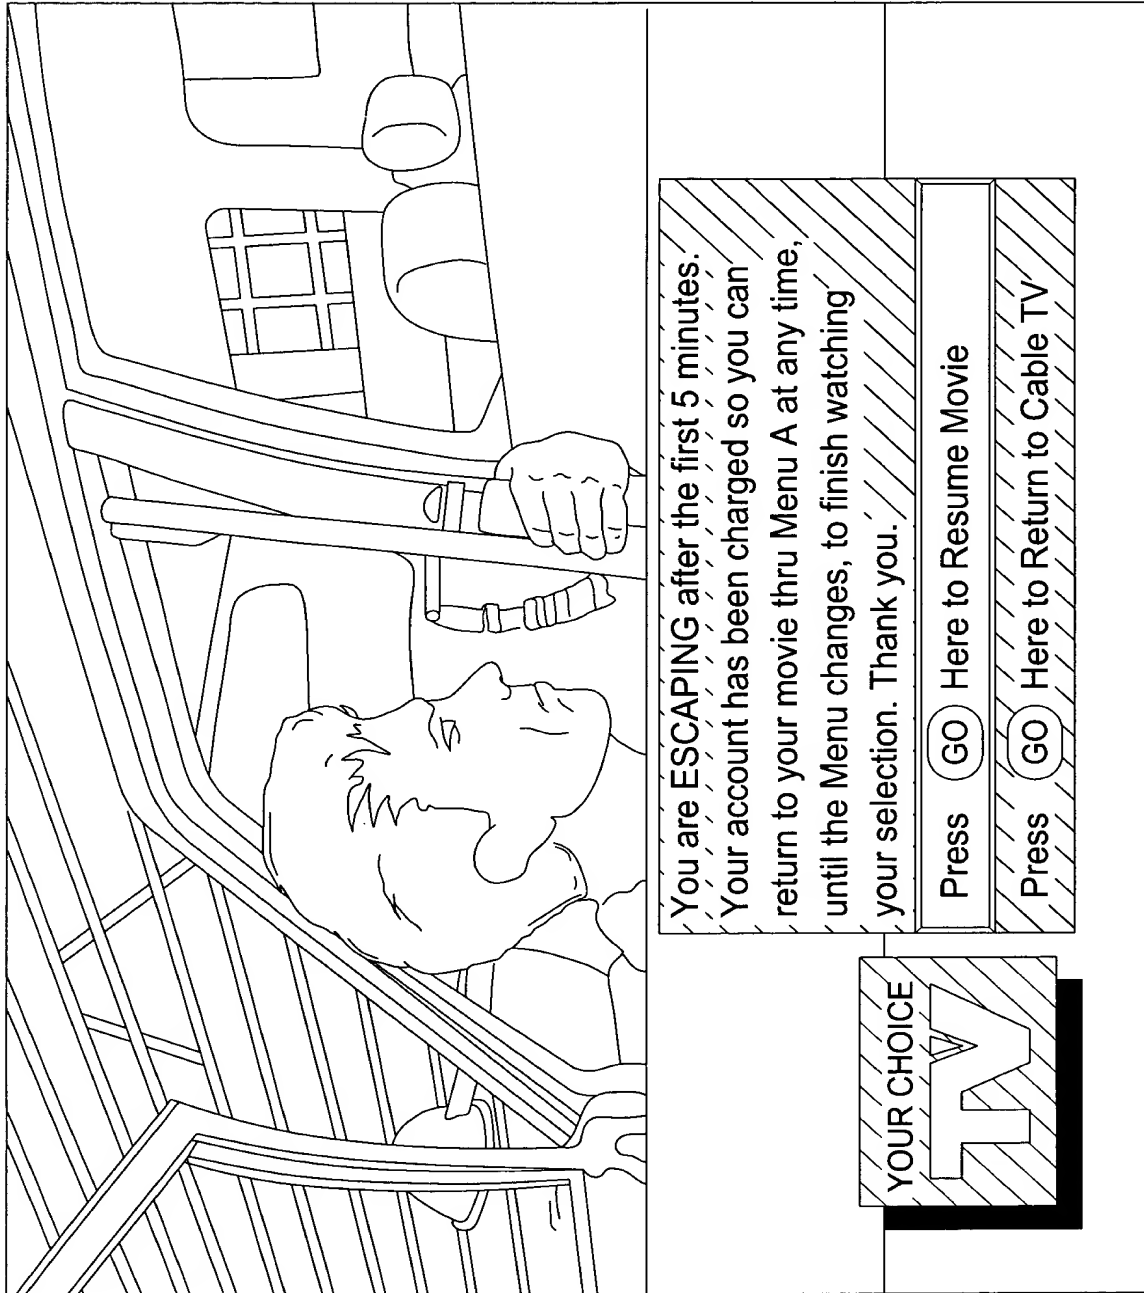 You are ESCAPING after the first 5 minutes.
Your account has been charged so you can
return to your movie thru Menu A at any time,
until the Menu changes, to finish watching
your selection. Thank you.
Press GO Here to Resume Movie
Press GO Here to Return to Cable TV
YOUR CHOICE
TV